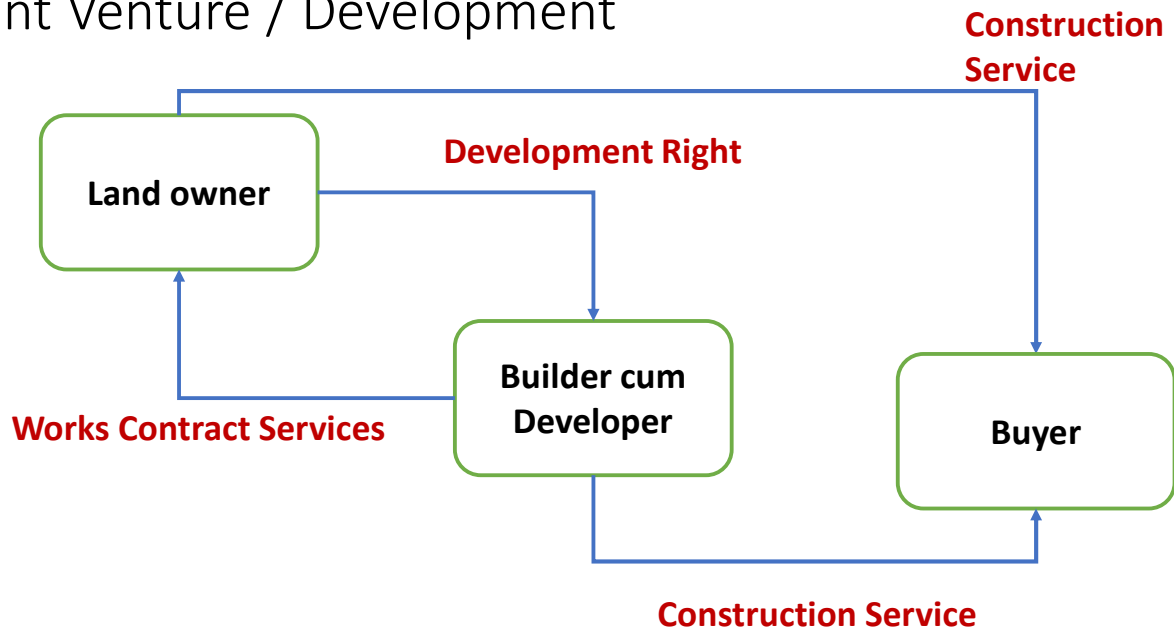 nt Venture / Development
Construction
Service
Development Right
Land owner
Builder cum
Developer
Works Contract Services
Buyer
Construction Service